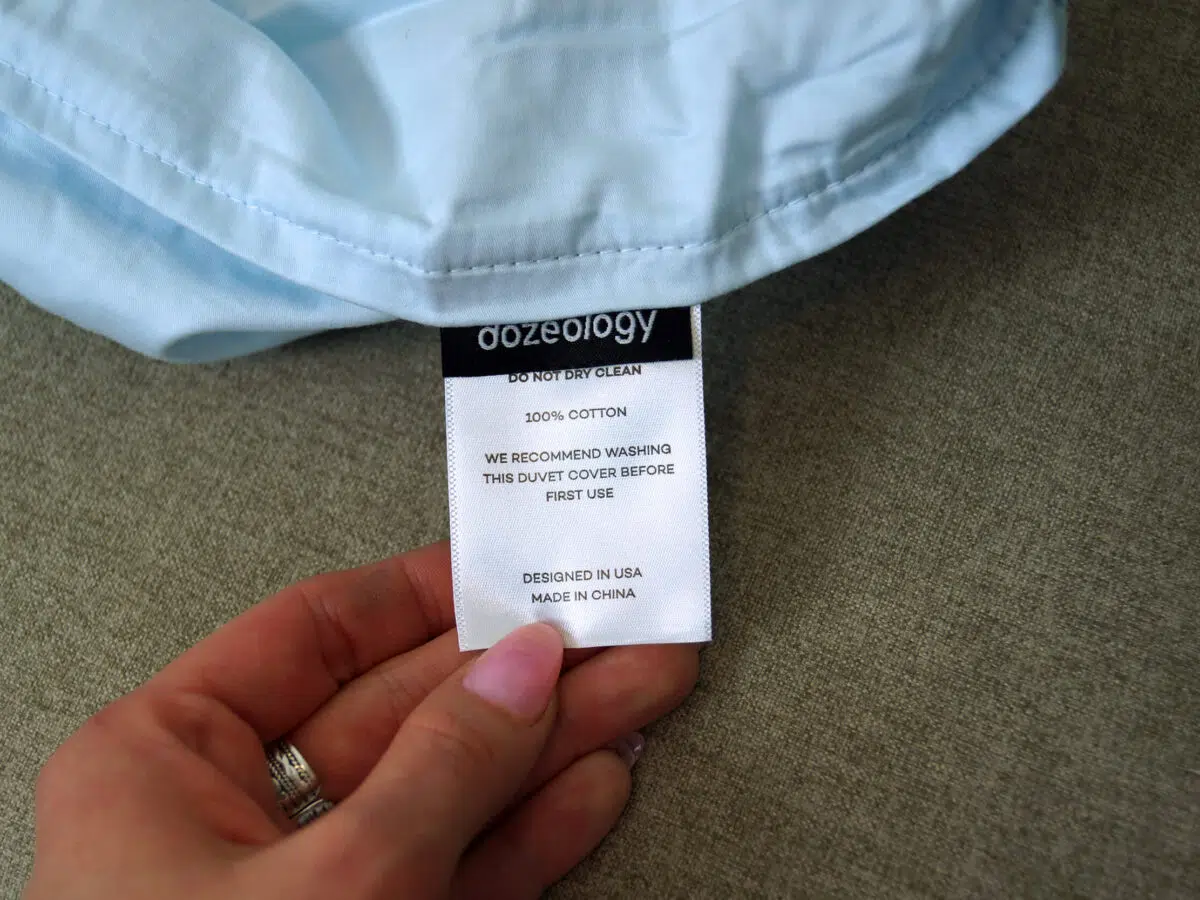 dozeology
DO NOT DRY CLEAN
100% COTTON
WE RECOMMEND WASHING
THIS DUVET COVER BEFORE
FIRST USE
DESIGNED IN USA
MADE IN CHINA